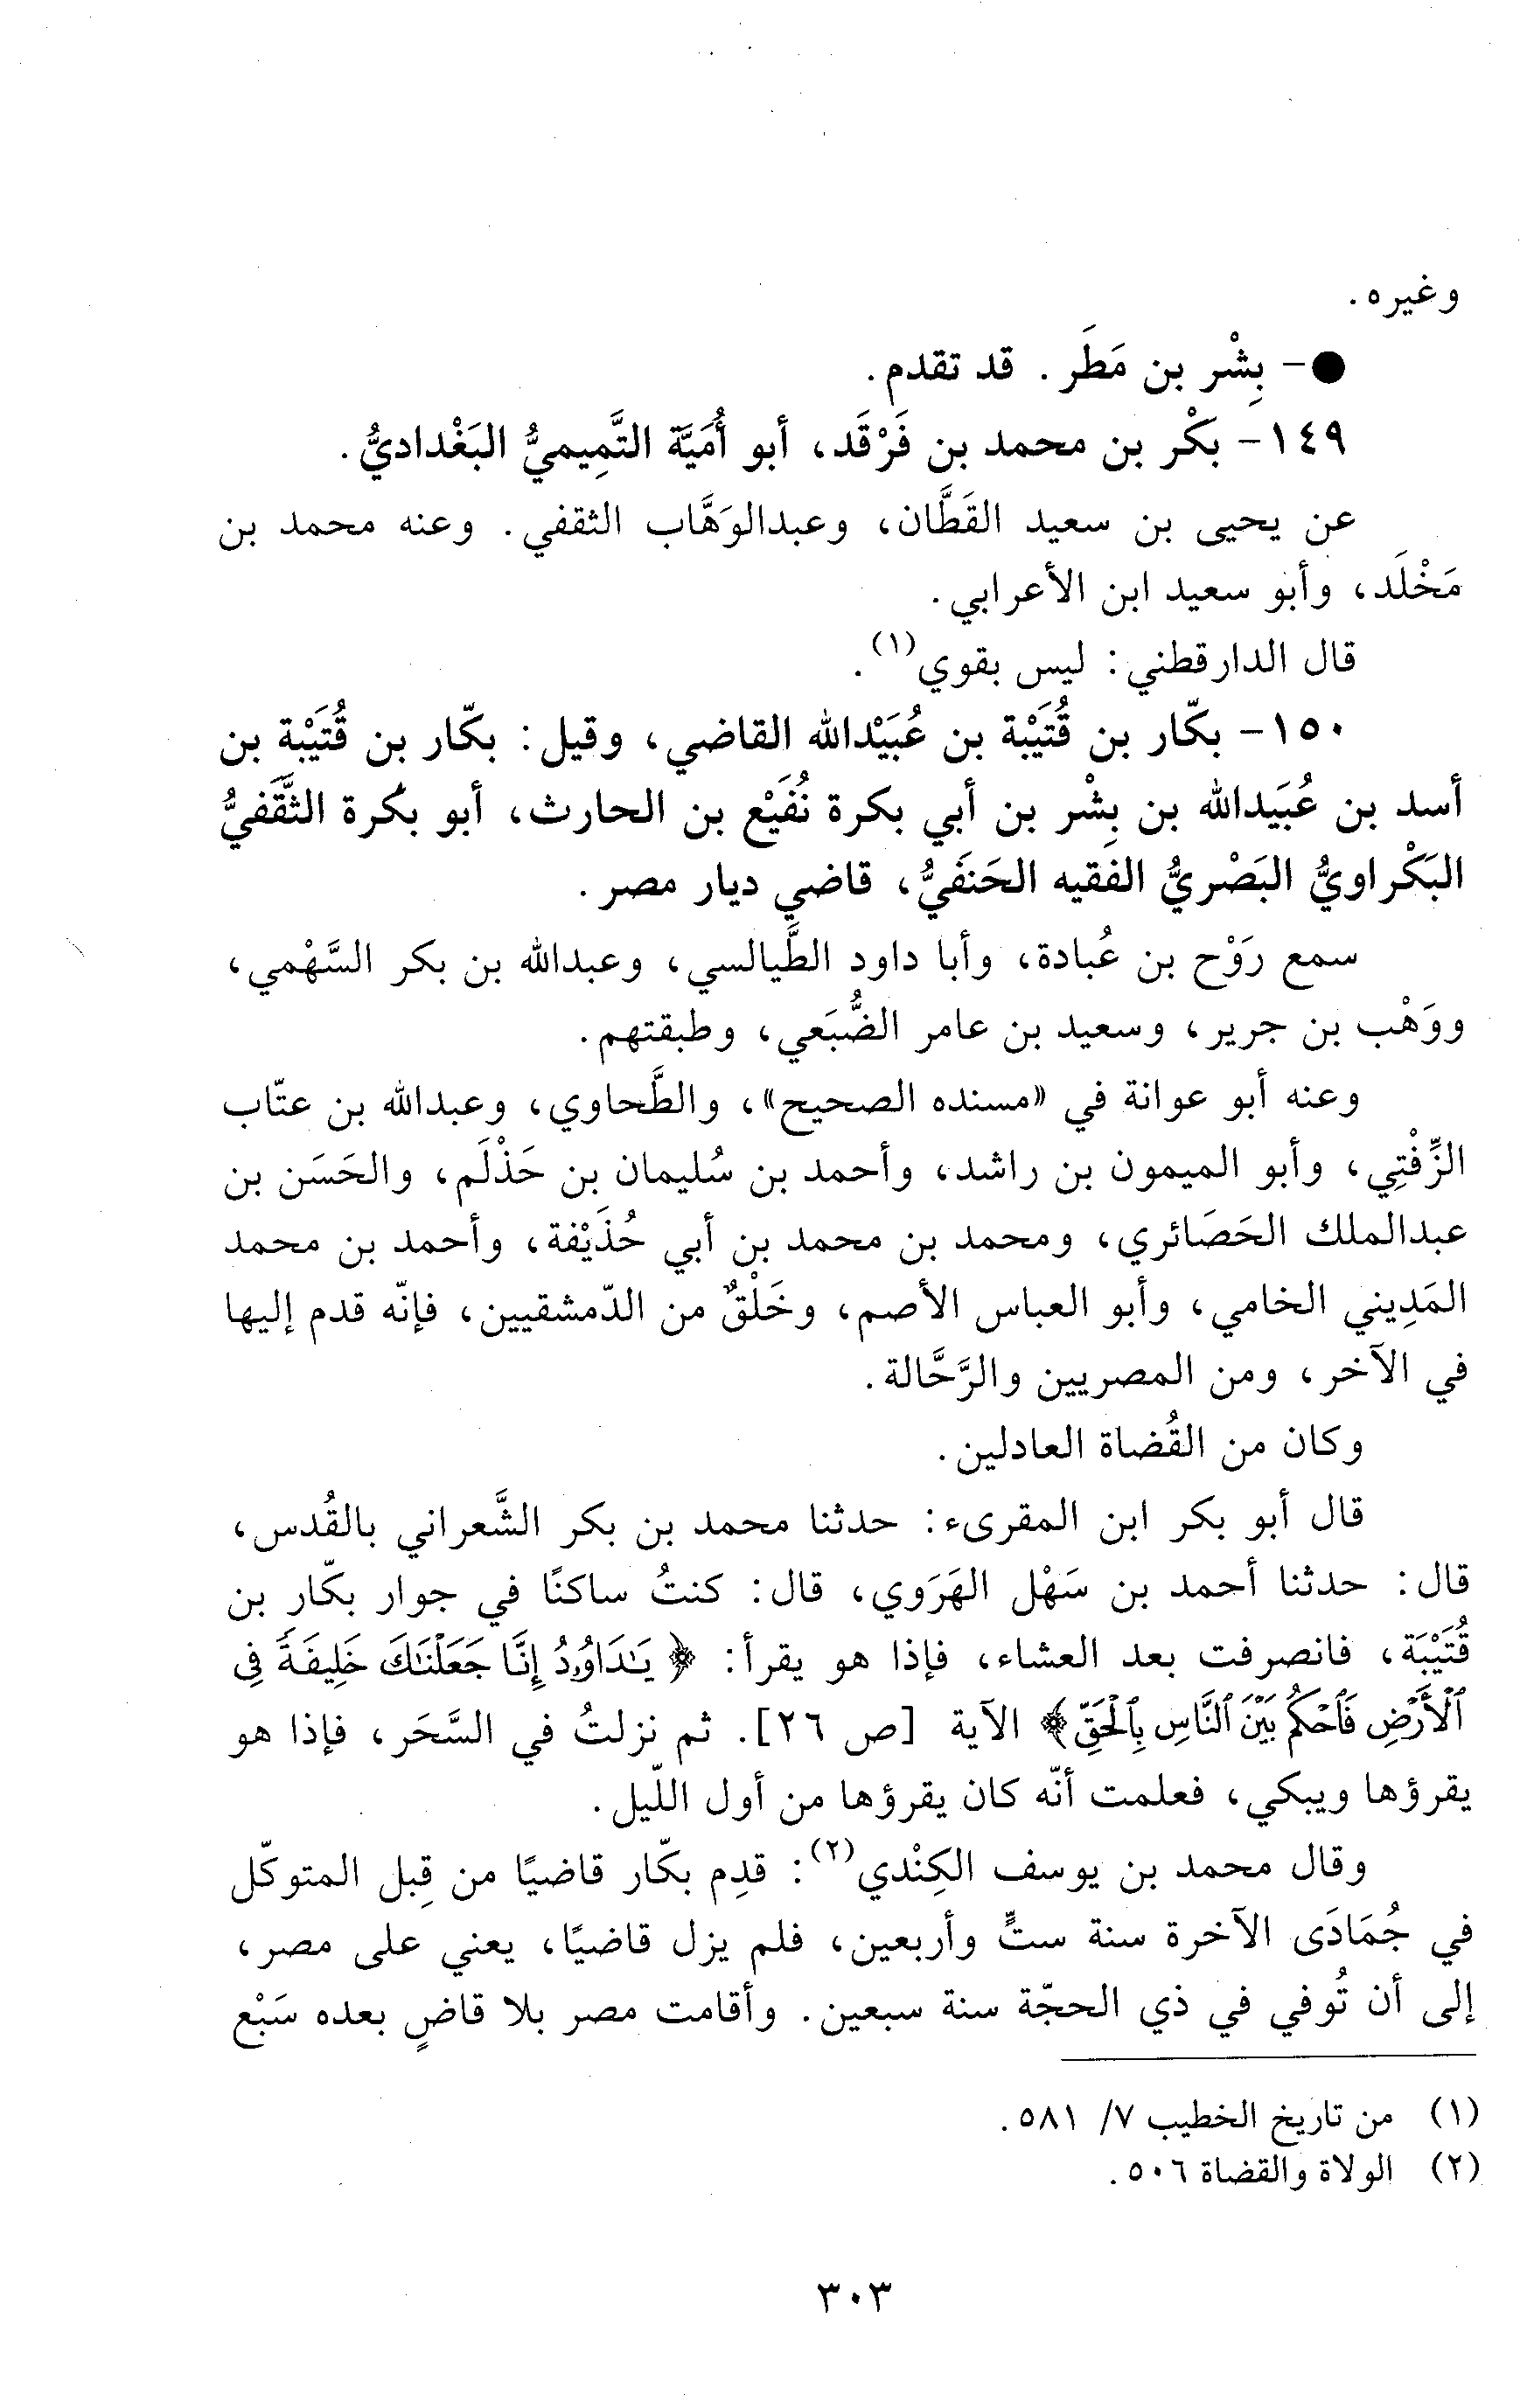 وغيره.
● - بِشْر بن مَطَر. قد تقدم.
١٤٩ - بَكْر بن محمد بن فَرْقَد، أبو أُمَيَّة التَّمِيميُّ البَغْداديُّ.
عن يحيى بن سعيد القَطَّان، وعبدالوَهَّاب الثقفي. وعنه محمد بن
مَخْلَد، وأبو سعيد ابن الأعرابي.
قال الدارقطني: ليس بقوي(١).
١٥٠ - بكّار بن قُتَيْبة بن عُبَيْدالله القاضي، وقيل: بكّار بن قُتَيْبة بن
أسد بن عُبَيدالله بن بِشْر بن أبي بكرة نُفَيْع بن الحارث، أبو بكرة الثَّقَفيُّ
البَكْراويُّ البَصْريُّ الفقيه الحَنَفَيُّ، قاضي ديار مصر.
سمع رَوْح بن عُبادة، وأبا داود الطَّيالسي، وعبدالله بن بكر السَّهْمي،
ووَهْب بن جرير، وسعيد بن عامر الضُّبَعي، وطبقتهم.
وعنه أبو عوانة في «مسنده الصحيح»، والطَّحاوي، وعبدالله بن عتّاب
الزِّفْتِي، وأبو الميمون بن راشد، وأحمد بن سُليمان بن حَذْلَم، والحَسَن بن
عبدالملك الحَصَائري، ومحمد بن محمد بن أبي حُذَيْفة، وأحمد بن محمد
المَدِيني الخامي، وأبو العباس الأصم، وخَلْقٌ من الدّمشقيين، فإنّه قدم إليها
في الآخر، ومن المصريين والرَّحَّالة.
وكان من القُضاة العادلين.
قال أبو بكر ابن المقرىء: حدثنا محمد بن بكر الشَّعراني بالقُدس،
قال: حدثنا أحمد بن سَهْل الهَرَوي، قال: كنتُ ساكنًا في جوار بكّار بن
قُتَيْبَة، فانصرفت بعد العشاء، فإذا هو يقرأ: ﴿يَٰدَاوُۥدُ إِنَّا جَعَلْنَٰكَ خَلِيفَةً فِى
ٱلْأَرْضِ فَٱحْكُم بَيْنَ ٱلنَّاسِ بِٱلْحَقِّ﴾ الآية [ص ٢٦]. ثم نزلتُ في السَّحَر، فإذا هو
يقرؤها ويبكي، فعلمت أنّه كان يقرؤها من أول اللّيل.
وقال محمد بن يوسف الكِنْدي(٢): قدِم بكّار قاضيًا من قِبل المتوكّل
في جُمَادَى الآخرة سنة ستٍّ وأربعين، فلم يزل قاضيًا، يعني على مصر،
إلى أن تُوفي في ذي الحجّة سنة سبعين. وأقامت مصر بلا قاضٍ بعده سَبْع
(١) من تاريخ الخطيب ٧/ ٥٨١.
(٢) الولاة والقضاة ٥٠٦.
٣٠٣